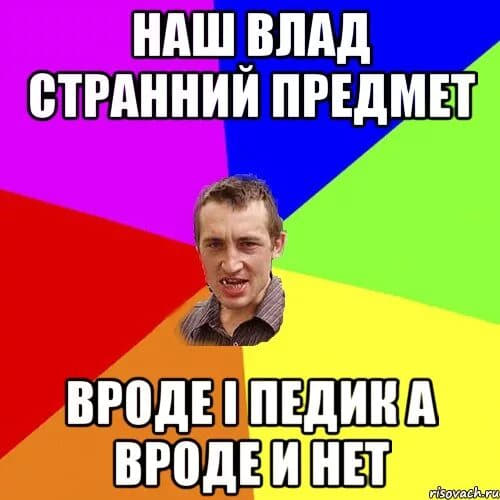 НАШ ВЛАД
СТРАННИЙ ПРЕДМЕТ
ВРОДЕ І ПЕДИК А
ВРОДЕ И НЕТ
risovach.ru